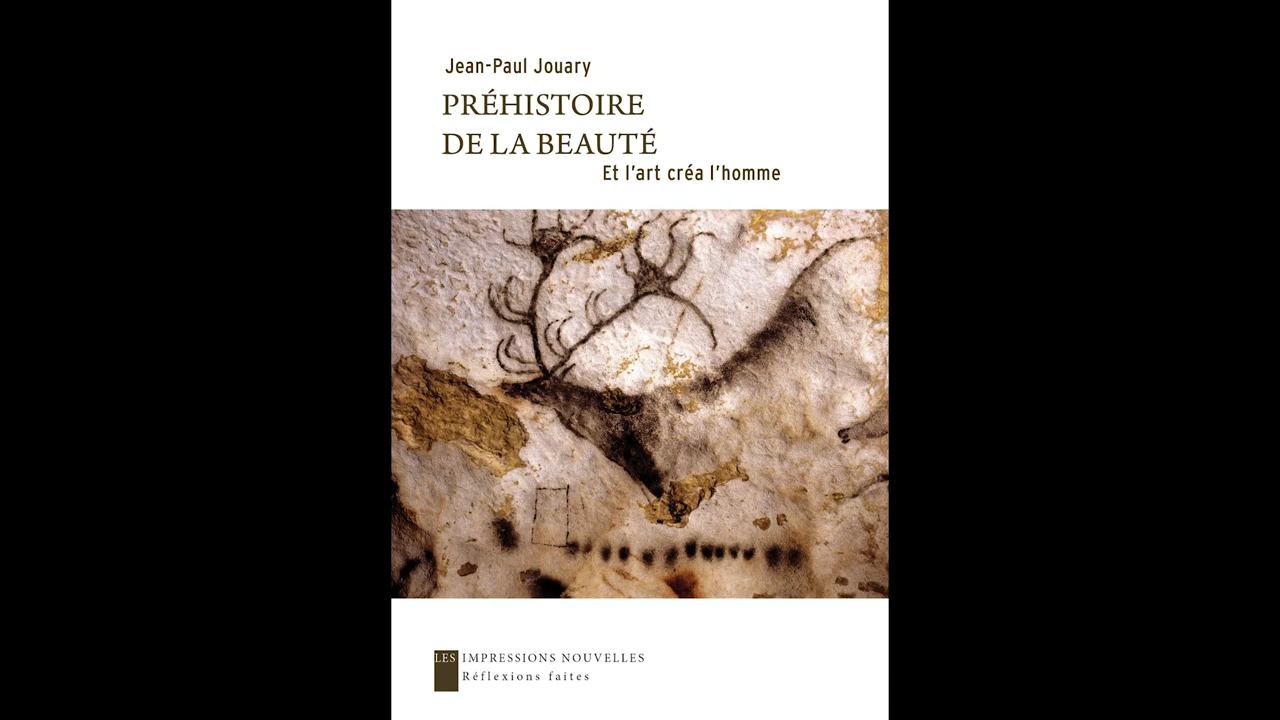 Jean-Paul Jouary
PRÉHISTOIRE
DE LA BEAUTÉ
Et l'art créa l'homme
LES IMPRESSIONS NOUVELLES
Réflexions faites